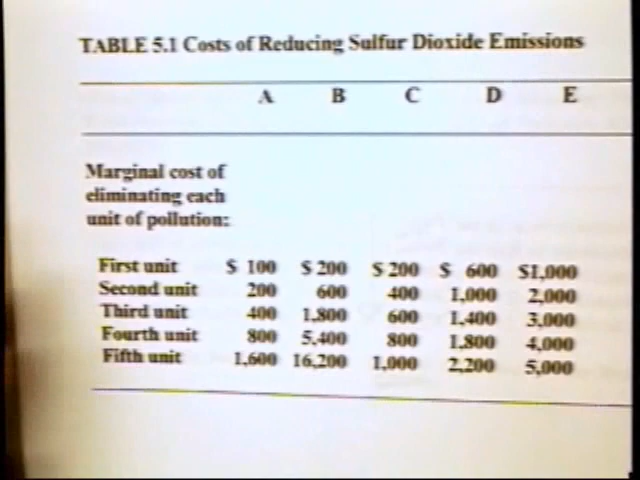 TABLE 5.1 Costs of Reducing Sulfur Dioxide Emissions
A B C D E
Marginal cost of
eliminating each
unit of pollution:
First unit $ 100 $ 200 $ 200 $ 600 $1,000
Second unit 200 600 400 1,000 2,000
Third unit 400 1,800 600 1,400 3,000
Fourth unit 800 5,400 800 1,800 4,000
Fifth unit 1,600 16,200 1,000 2,200 5,000